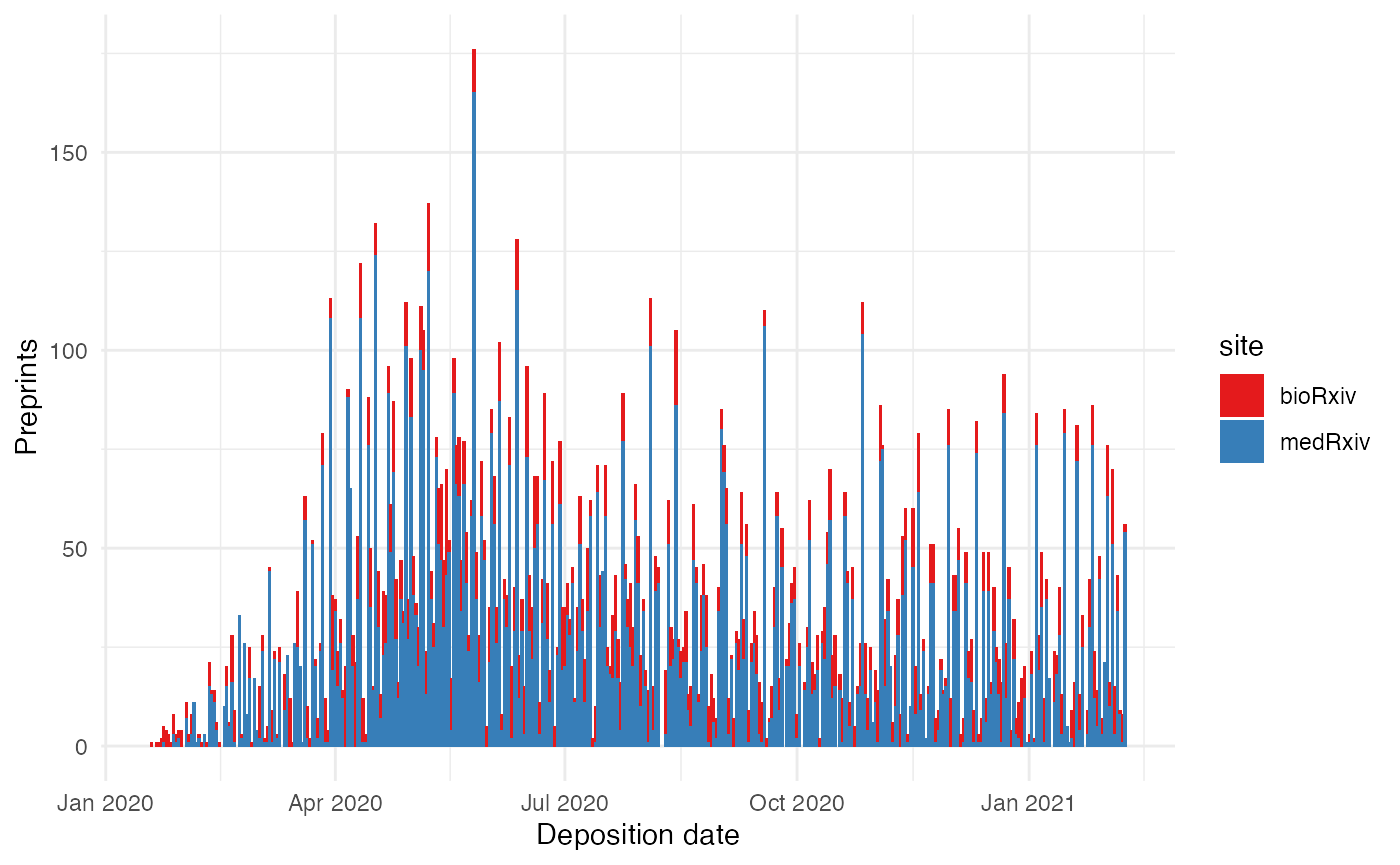 150
100
50
0
Preprints
Jan 2020
Apr 2020
Jul 2020
Oct 2020
Jan 2021
Deposition date
site
bioRxiv
medRxiv